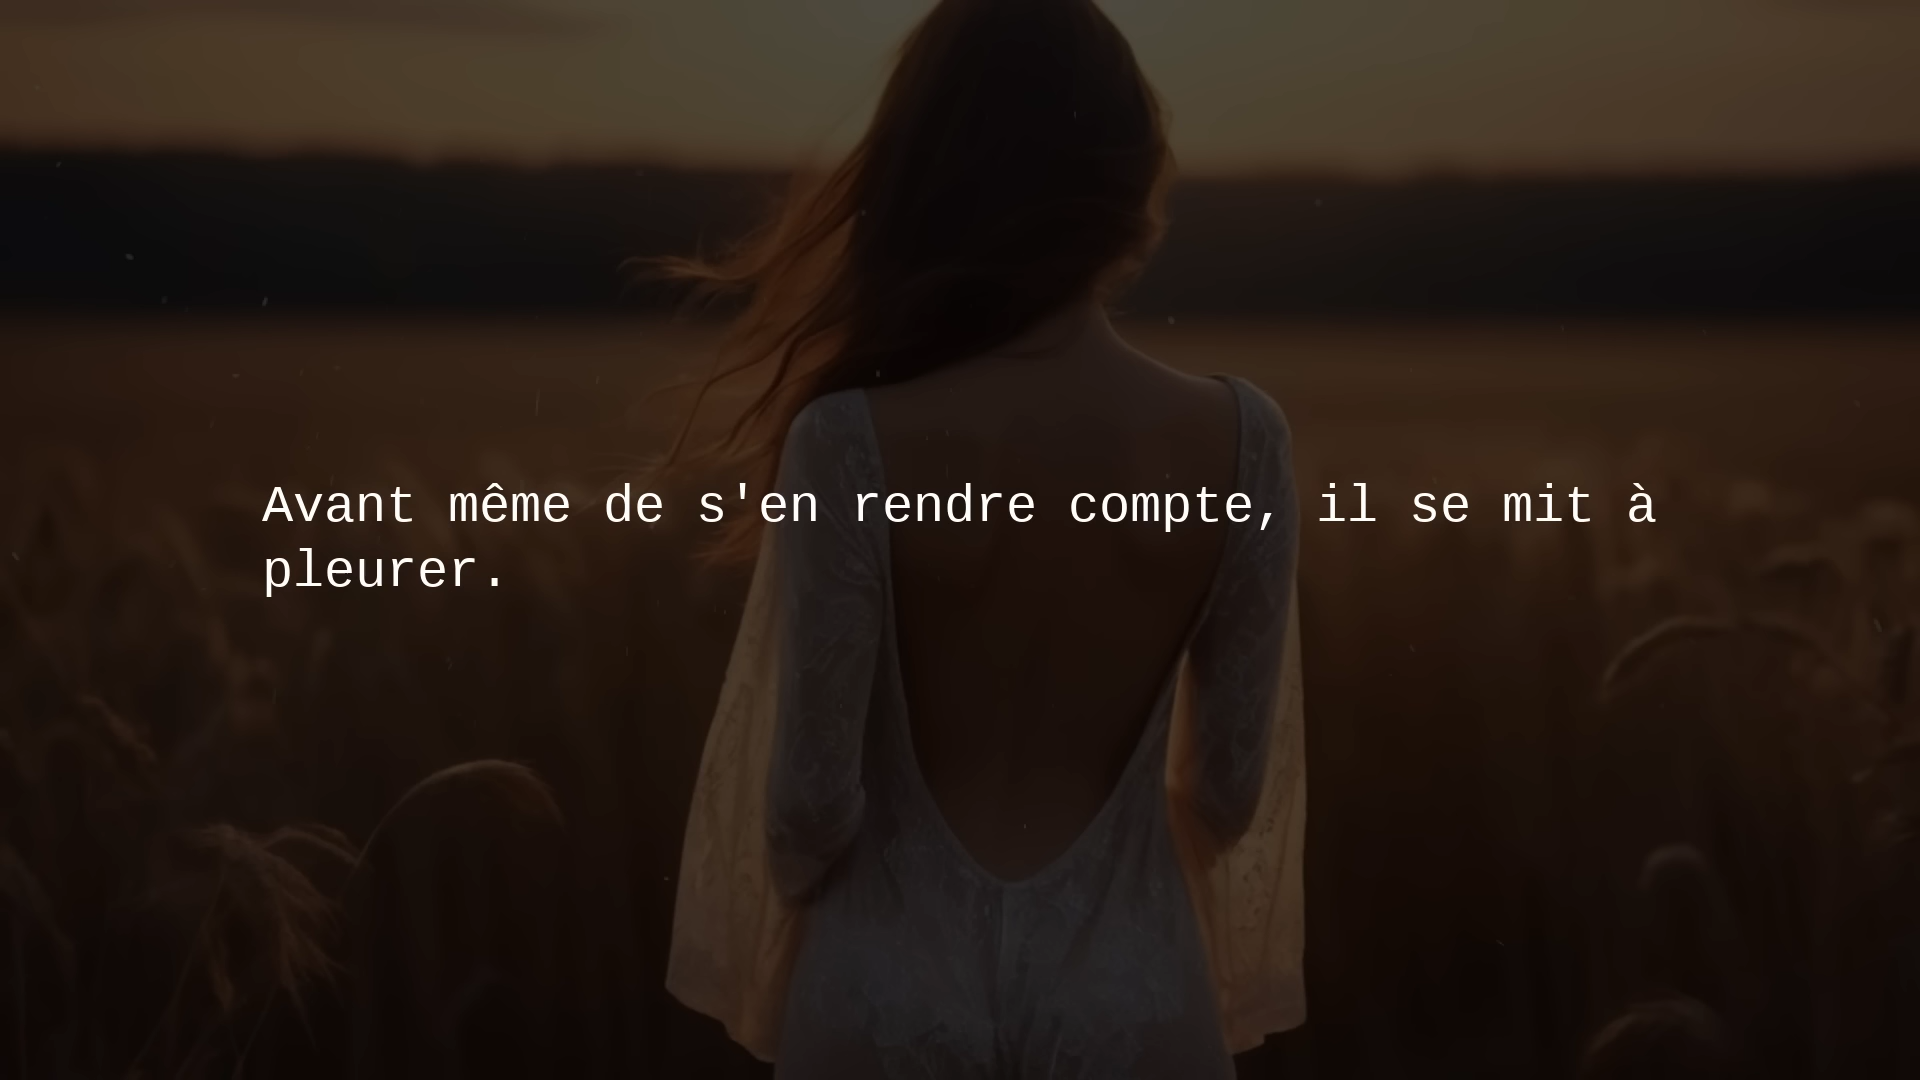 Avant même de s'en rendre compte, il se mit à
pleurer.